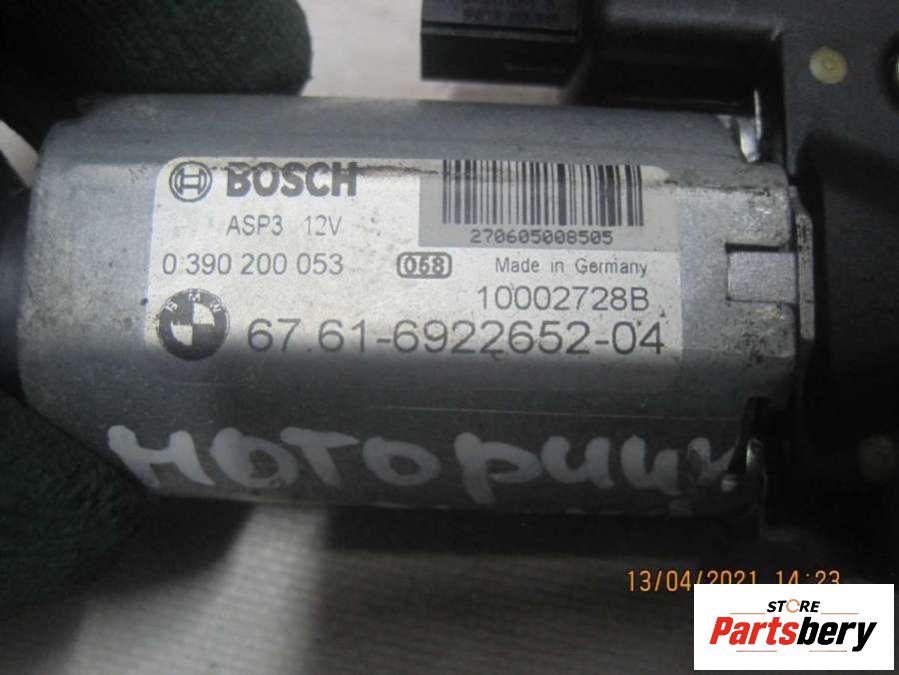 BOSCH
ASP3 12V
270605008505
0 390 200 053
058
Made in Germany
10002728B
BMW
67.61-6922652-04
13/04/2021 14:23
STORE
Partsbery